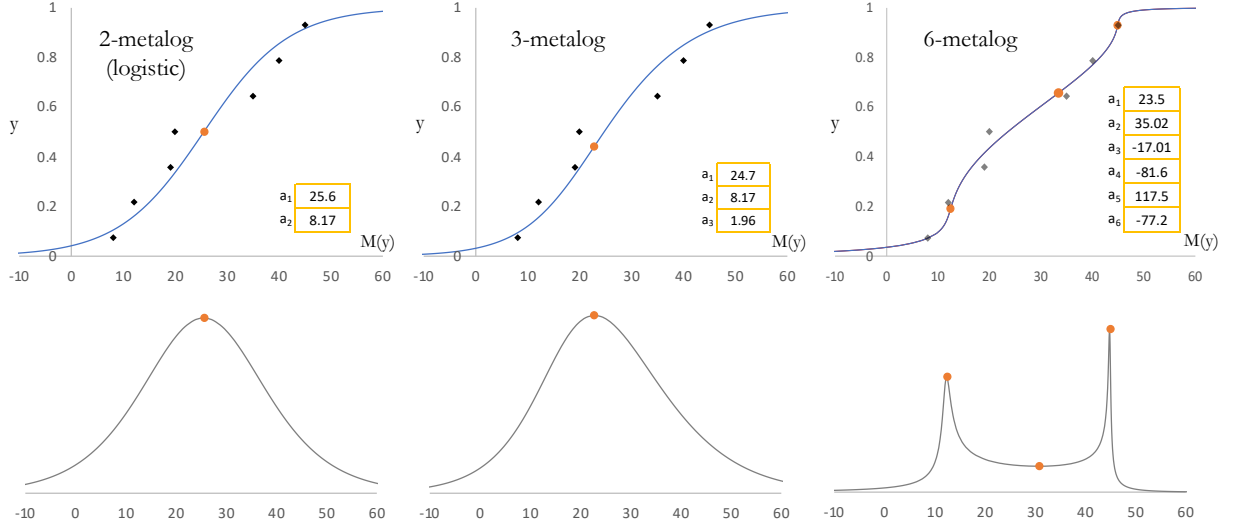 2-metalog
(logistic)
y
1
0.8
0.6
0.4
0.2
0
a₁ 25.6
a₂ 8.17
M(y)
-10 0 10 20 30 40 50 60
3-metalog
1
0.8
0.6
0.4
0.2
0
a₁ 24.7
a₂ 8.17
a₃ 1.96
y
M(y)
-10 0 10 20 30 40 50 60
6-metalog
1
0.8
0.6
0.4
0.2
0
a₁ 23.5
a₂ 35.02
a₃ -17.01
a₄ -81.6
a₅ 117.5
a₆ -77.2
y
M(y)
-10 0 10 20 30 40 50 60
-10 0 10 20 30 40 50 60
-10 0 10 20 30 40 50 60
-10 0 10 20 30 40 50 60